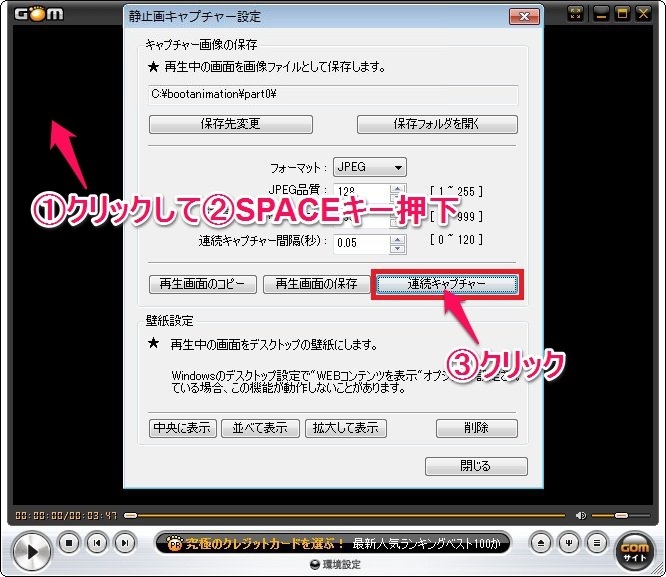 GOM
静止画キャプチャー設定
キャプチャー画像の保存
★ 再生中の画面を画像ファイルとして保存します。
C:¥bootanimation¥part0¥
保存先変更
保存フォルダを開く
フォーマット: JPEG
JPEG品質: 128 [ 1 ~ 255 ]
①クリックして②SPACEキー押下
999 ]
連続キャプチャー間隔(秒): 0.05 [ 0 ~ 120 ]
再生画面のコピー
再生画面の保存
連続キャプチャー
③クリック
壁紙設定
★ 再生中の画面をデスクトップの壁紙にします。
Windowsのデスクトップ設定で"WEBコンテンツを表示"オプ
ている場合、この機能が動作しないことがあります。
中央に表示
並べて表示
拡大して表示
削除
閉じる
00:00:00/00:03:47
PR 究極のクレジットカードを選ぶ! 最新人気ランキングベスト100か
GOM
サイト
環境設定